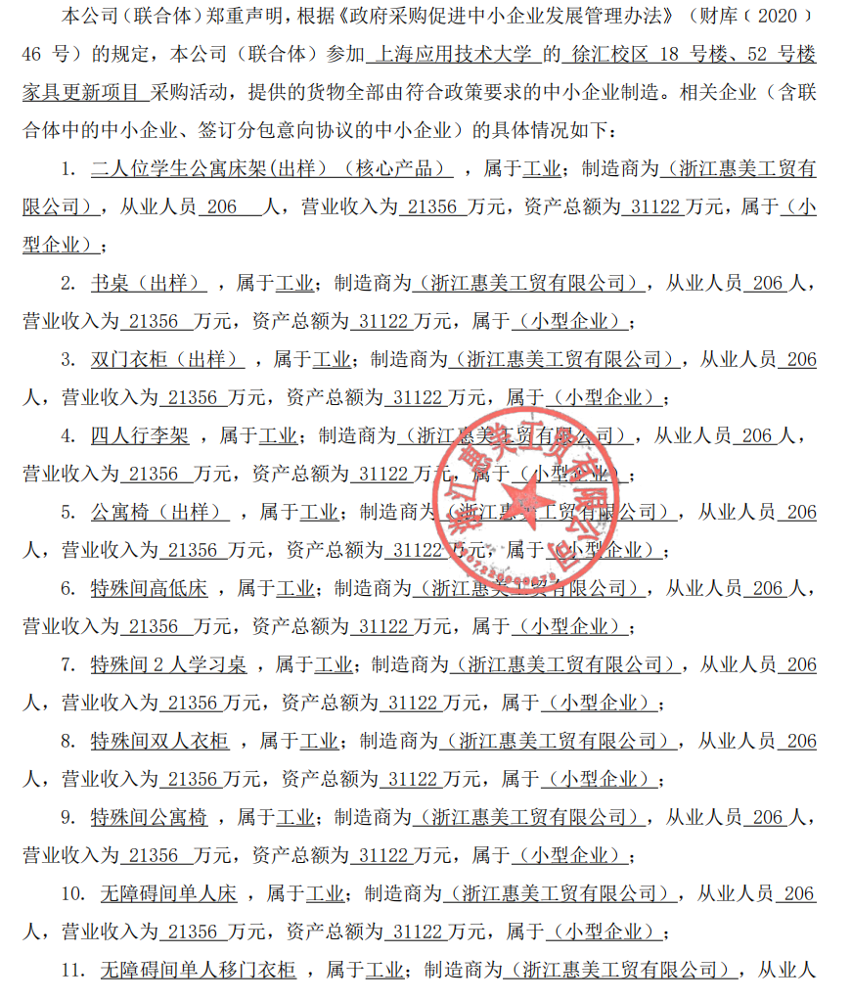 本公司（联合体）郑重声明，根据《政府采购促进中小企业发展管理办法》（财库﹝2020﹞
46 号）的规定，本公司（联合体）参加 上海应用技术大学 的 徐汇校区 18 号楼、52 号楼
家具更新项目 采购活动，提供的货物全部由符合政策要求的中小企业制造。相关企业（含联
合体中的中小企业、签订分包意向协议的中小企业）的具体情况如下：
1. 二人位学生公寓床架(出样）（核心产品） ，属于工业；制造商为（浙江惠美工贸有
限公司），从业人员 206 人，营业收入为 21356 万元，资产总额为 31122 万元，属于（小
型企业）；
2. 书桌（出样） ，属于工业；制造商为（浙江惠美工贸有限公司），从业人员 206 人，
营业收入为 21356 万元，资产总额为 31122 万元，属于（小型企业）；
3. 双门衣柜（出样） ，属于工业；制造商为（浙江惠美工贸有限公司），从业人员 206
人，营业收入为 21356 万元，资产总额为 31122 万元，属于（小型企业）；
4. 四人行李架 ，属于工业；制造商为（浙江惠美工贸有限公司），从业人员 206 人，
营业收入为 21356 万元，资产总额为 31122 万元，属于（小型企业）；
5. 公寓椅（出样） ，属于工业；制造商为（浙江惠美工贸有限公司），从业人员 206
人，营业收入为 21356 万元，资产总额为 31122 万元，属于（小型企业）；
6. 特殊间高低床 ，属于工业；制造商为（浙江惠美工贸有限公司），从业人员 206 人，
营业收入为 21356 万元，资产总额为 31122 万元，属于（小型企业）；
7. 特殊间 2 人学习桌 ，属于工业；制造商为（浙江惠美工贸有限公司），从业人员 206
人，营业收入为 21356 万元，资产总额为 31122 万元，属于（小型企业）；
8. 特殊间双人衣柜 ，属于工业；制造商为（浙江惠美工贸有限公司），从业人员 206
人，营业收入为 21356 万元，资产总额为 31122 万元，属于（小型企业）；
9. 特殊间公寓椅 ，属于工业；制造商为（浙江惠美工贸有限公司），从业人员 206 人，
营业收入为 21356 万元，资产总额为 31122 万元，属于（小型企业）；
10. 无障碍间单人床 ，属于工业；制造商为（浙江惠美工贸有限公司），从业人员 206
人，营业收入为 21356 万元，资产总额为 31122 万元，属于（小型企业）；
11. 无障碍间单人移门衣柜 ，属于工业；制造商为（浙江惠美工贸有限公司），从业人
浙江惠美工贸有限公司